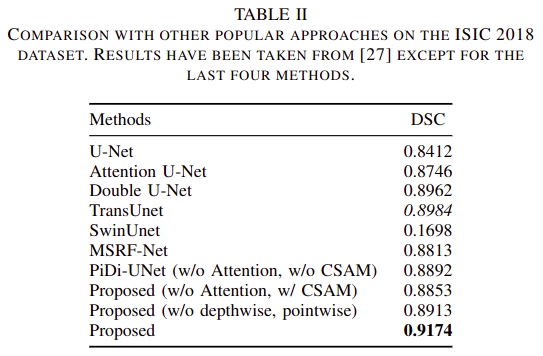 TABLE II
COMPARISON WITH OTHER POPULAR APPROACHES ON THE ISIC 2018
DATASET. RESULTS HAVE BEEN TAKEN FROM [27] EXCEPT FOR THE
LAST FOUR METHODS.
Methods DSC
U-Net 0.8412
Attention U-Net 0.8746
Double U-Net 0.8962
TransUnet 0.8984
SwinUnet 0.1698
MSRF-Net 0.8813
PiDi-UNet (w/o Attention, w/o CSAM) 0.8892
Proposed (w/o Attention, w/ CSAM) 0.8853
Proposed (w/o depthwise, pointwise) 0.8913
Proposed 0.9174